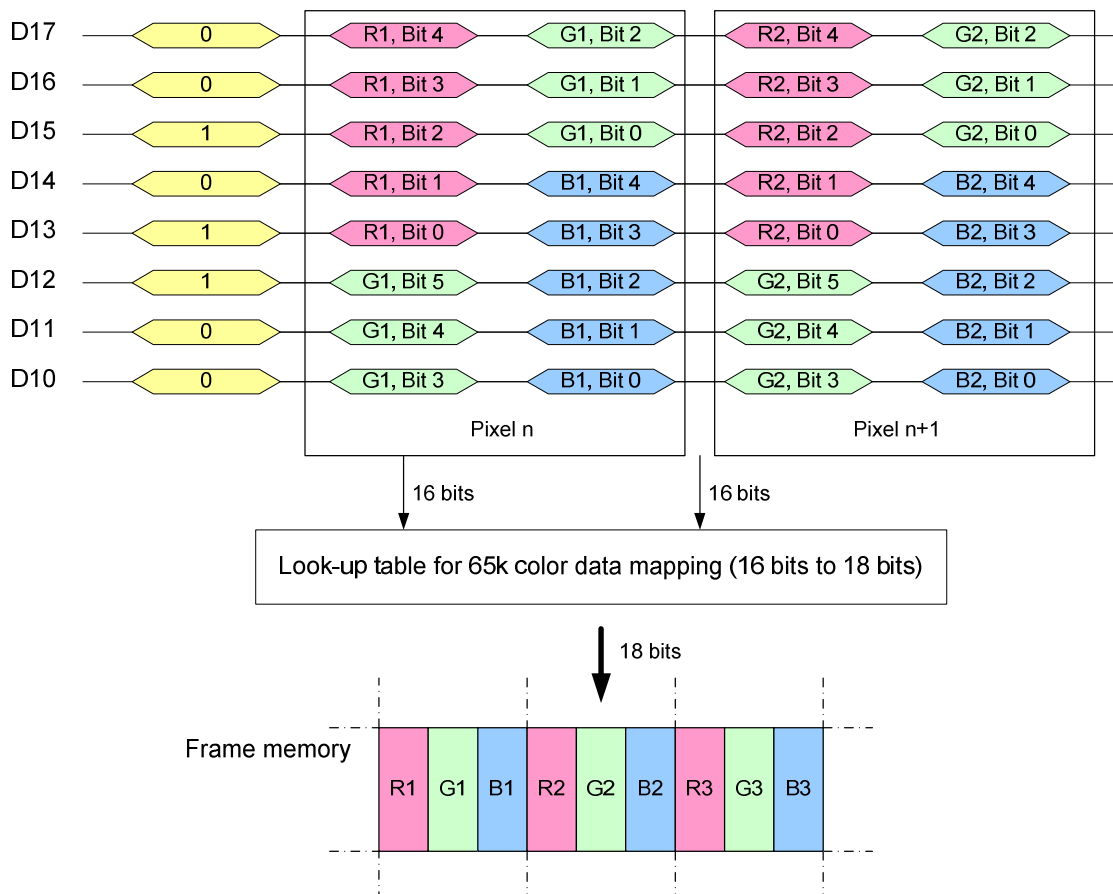 D17 0 R1, Bit 4 G1, Bit 2 R2, Bit 4 G2, Bit 2
D16 0 R1, Bit 3 G1, Bit 1 R2, Bit 3 G2, Bit 1
D15 1 R1, Bit 2 G1, Bit 0 R2, Bit 2 G2, Bit 0
D14 0 R1, Bit 1 B1, Bit 4 R2, Bit 1 B2, Bit 4
D13 1 R1, Bit 0 B1, Bit 3 R2, Bit 0 B2, Bit 3
D12 1 G1, Bit 5 B1, Bit 2 G2, Bit 5 B2, Bit 2
D11 0 G1, Bit 4 B1, Bit 1 G2, Bit 4 B2, Bit 1
D10 0 G1, Bit 3 B1, Bit 0 G2, Bit 3 B2, Bit 0
Pixel n Pixel n+1
16 bits 16 bits
Look-up table for 65k color data mapping (16 bits to 18 bits)
18 bits
Frame memory
R1 G1 B1 R2 G2 B2 R3 G3 B3